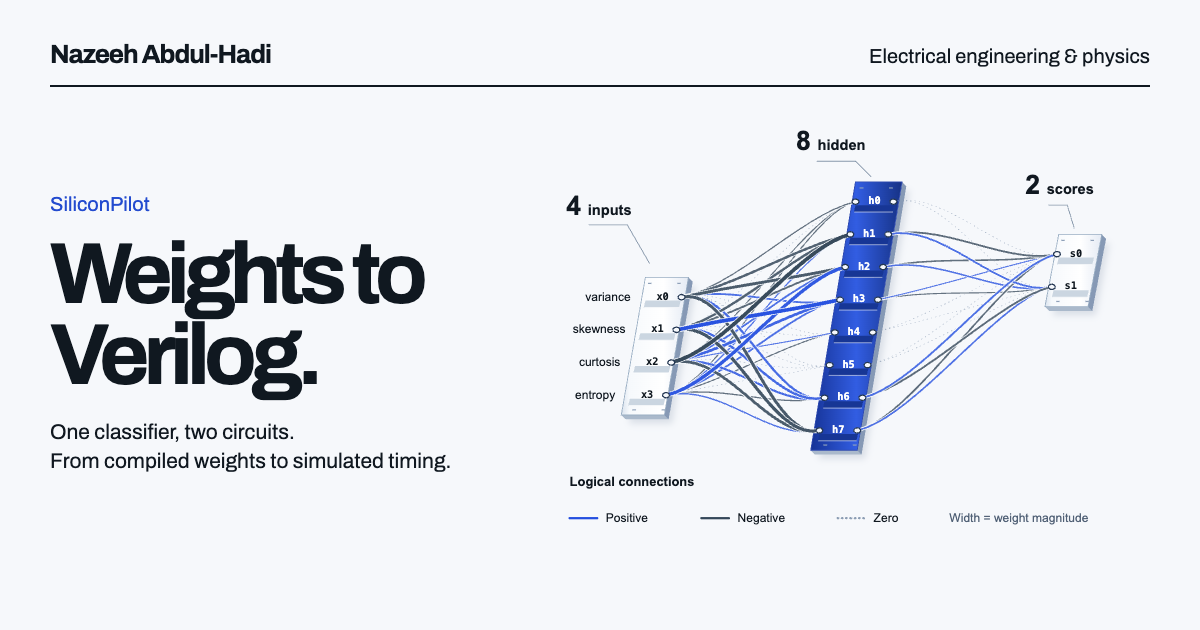 Nazeeh Abdul-Hadi
Electrical engineering & physics
SiliconPilot
Weights to
Verilog.
One classifier, two circuits.
From compiled weights to simulated timing.
4 inputs
8 hidden
2 scores
variance
skewness
curtosis
entropy
x0
x1
x2
x3
h0
h1
h2
h3
h4
h5
h6
h7
s0
s1
Logical connections
Positive
Negative
Zero
Width = weight magnitude